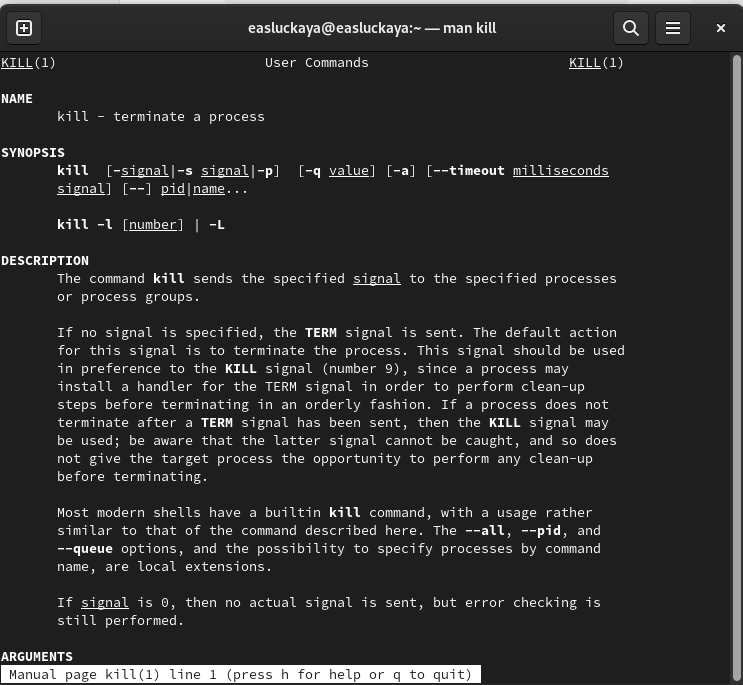 easluckaya@easluckaya:~ — man kill
KILL(1) User Commands KILL(1)
NAME
kill - terminate a process
SYNOPSIS
kill [-signal|-s signal|-p] [-q value] [-a] [--timeout milliseconds
signal] [--] pid|name...
kill -l [number] | -L
DESCRIPTION
The command kill sends the specified signal to the specified processes
or process groups.
If no signal is specified, the TERM signal is sent. The default action
for this signal is to terminate the process. This signal should be used
in preference to the KILL signal (number 9), since a process may
install a handler for the TERM signal in order to perform clean-up
steps before terminating in an orderly fashion. If a process does not
terminate after a TERM signal has been sent, then the KILL signal may
be used; be aware that the latter signal cannot be caught, and so does
not give the target process the opportunity to perform any clean-up
before terminating.
Most modern shells have a builtin kill command, with a usage rather
similar to that of the command described here. The --all, --pid, and
--queue options, and the possibility to specify processes by command
name, are local extensions.
If signal is 0, then no actual signal is sent, but error checking is
still performed.
ARGUMENTS
Manual page kill(1) line 1 (press h for help or q to quit)